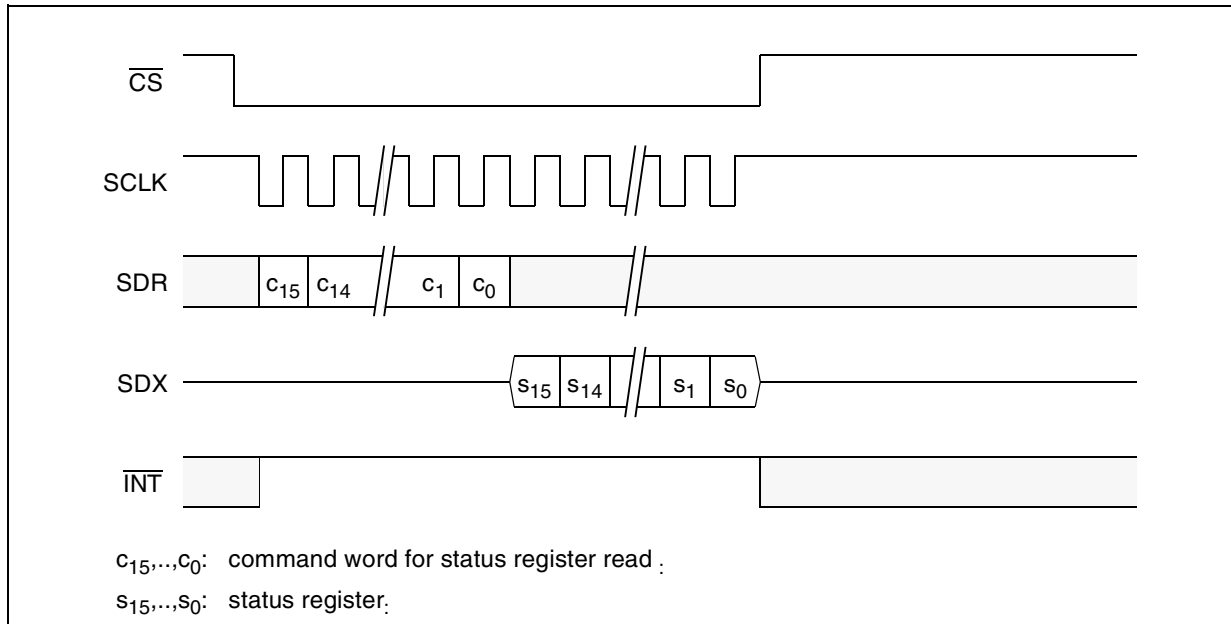 CS
SCLK
SDR c15 c14 c1 c0
SDX s15 s14 s1 s0
INT
c15,..,c0: command word for status register read :
s15,..,s0: status register: